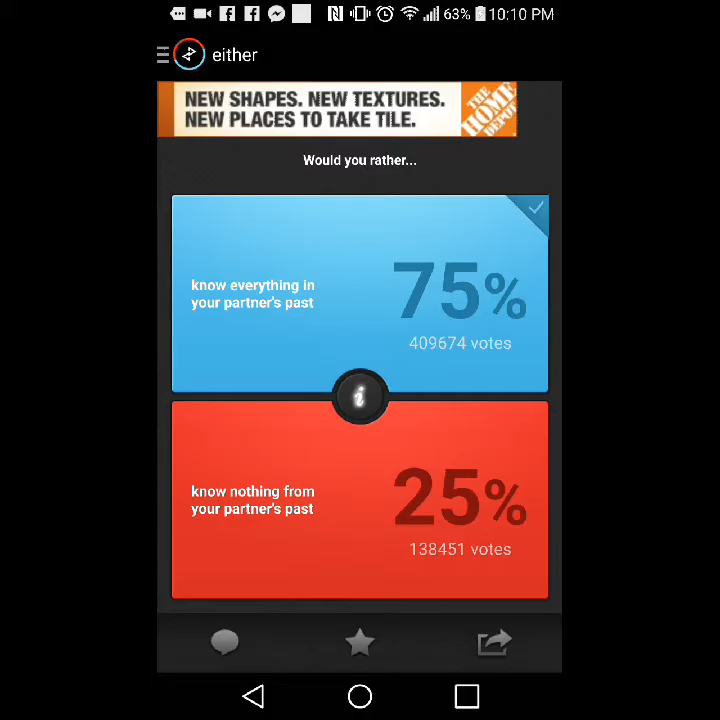 63% 10:10 PM
either
NEW SHAPES. NEW TEXTURES.
NEW PLACES TO TAKE TILE.
THE
HOME
DEPOT
Would you rather...
know everything in
your partner's past
75%
409674 votes
i
know nothing from
your partner's past
25%
138451 votes